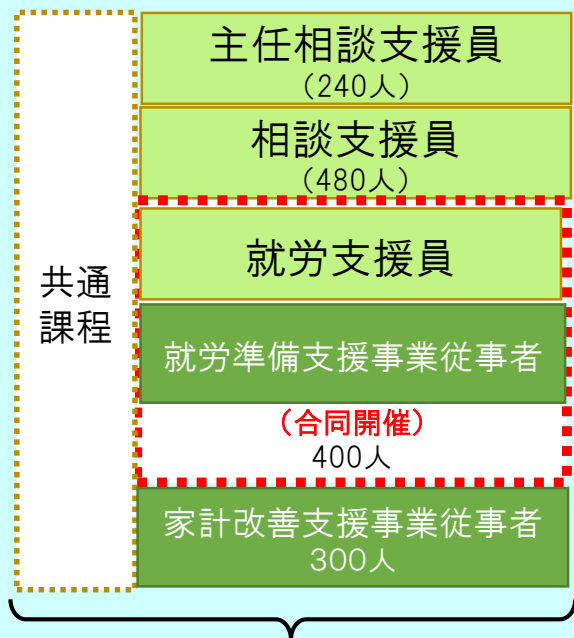 共通
課程
主任相談支援員
（240人）
相談支援員
（480人）
就労支援員
就労準備支援事業従事者
（合同開催）
400人
家計改善支援事業従事者
300人